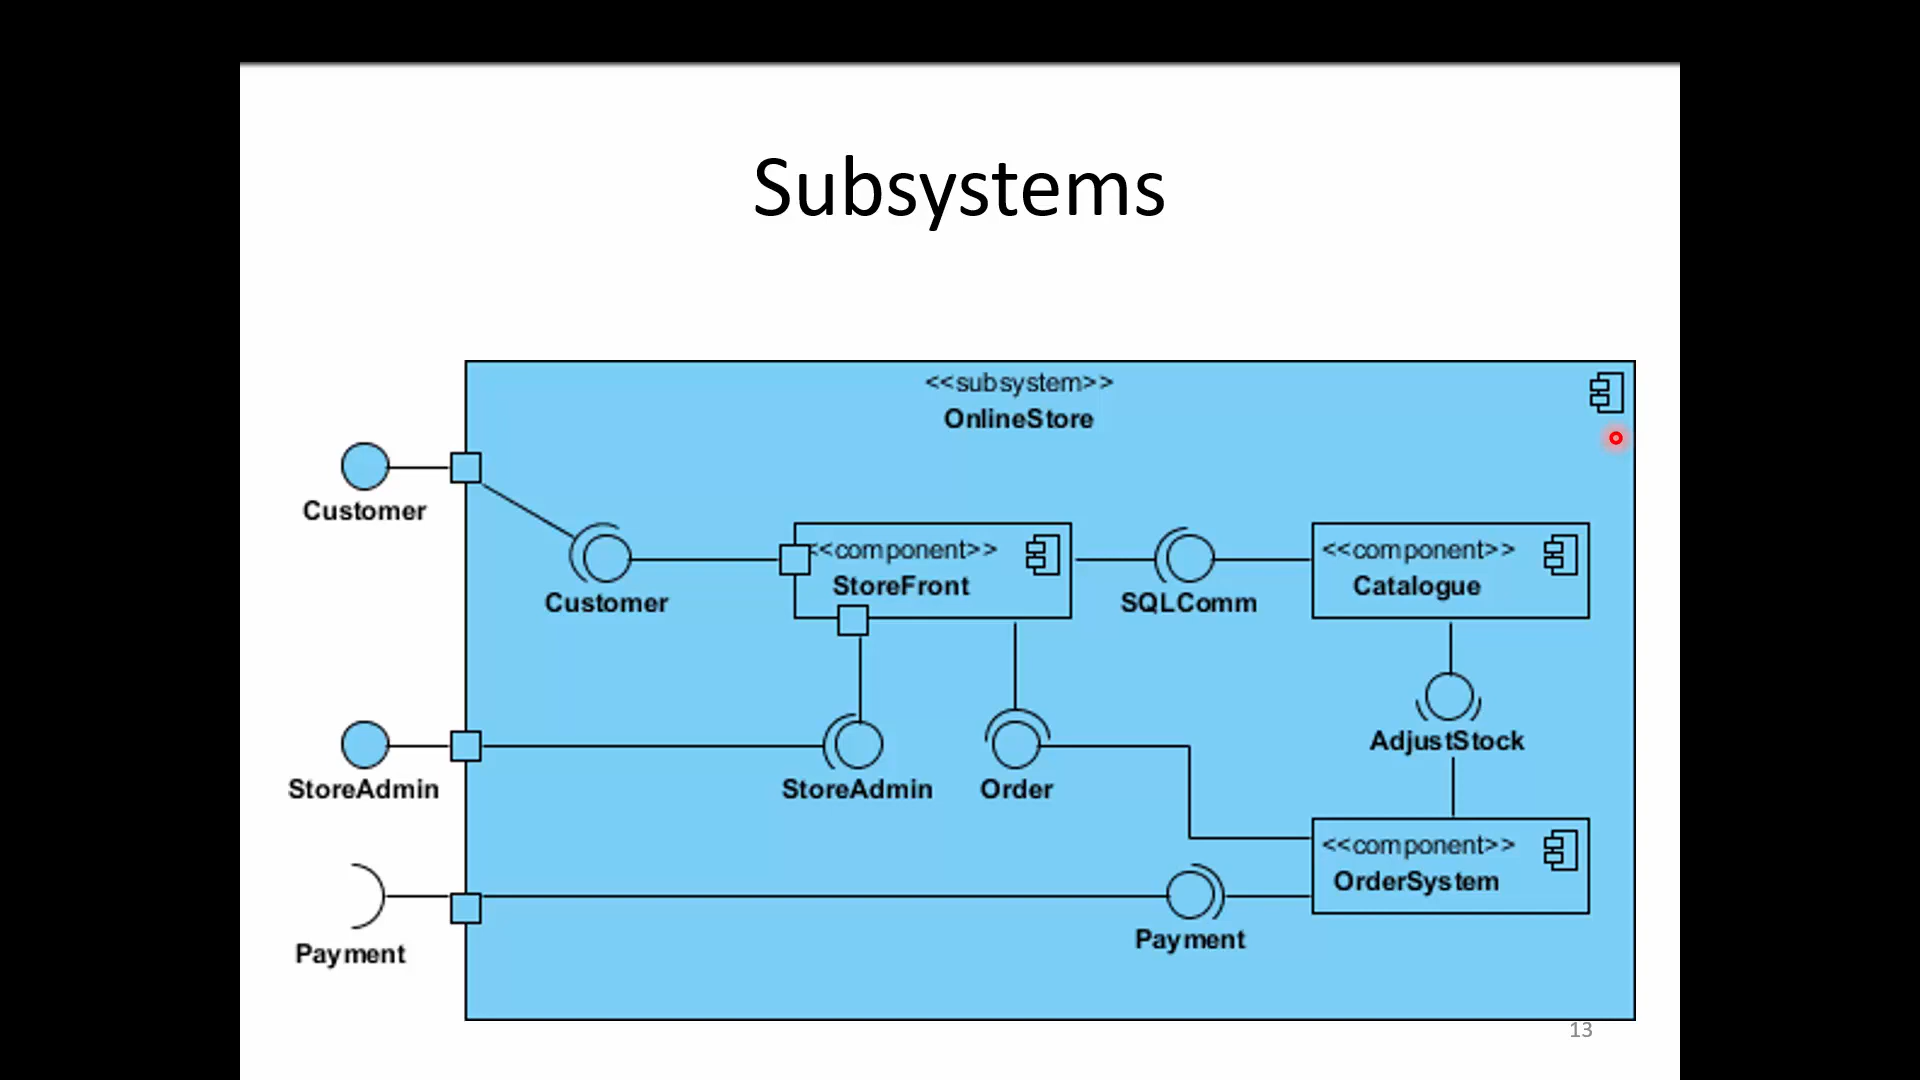 Subsystems
<<subsystem>>
OnlineStore
Customer
<<component>>
StoreFront
Customer
SQLComm
<<component>>
Catalogue
StoreAdmin
StoreAdmin
Order
AdjustStock
<<component>>
OrderSystem
Payment
Payment
13